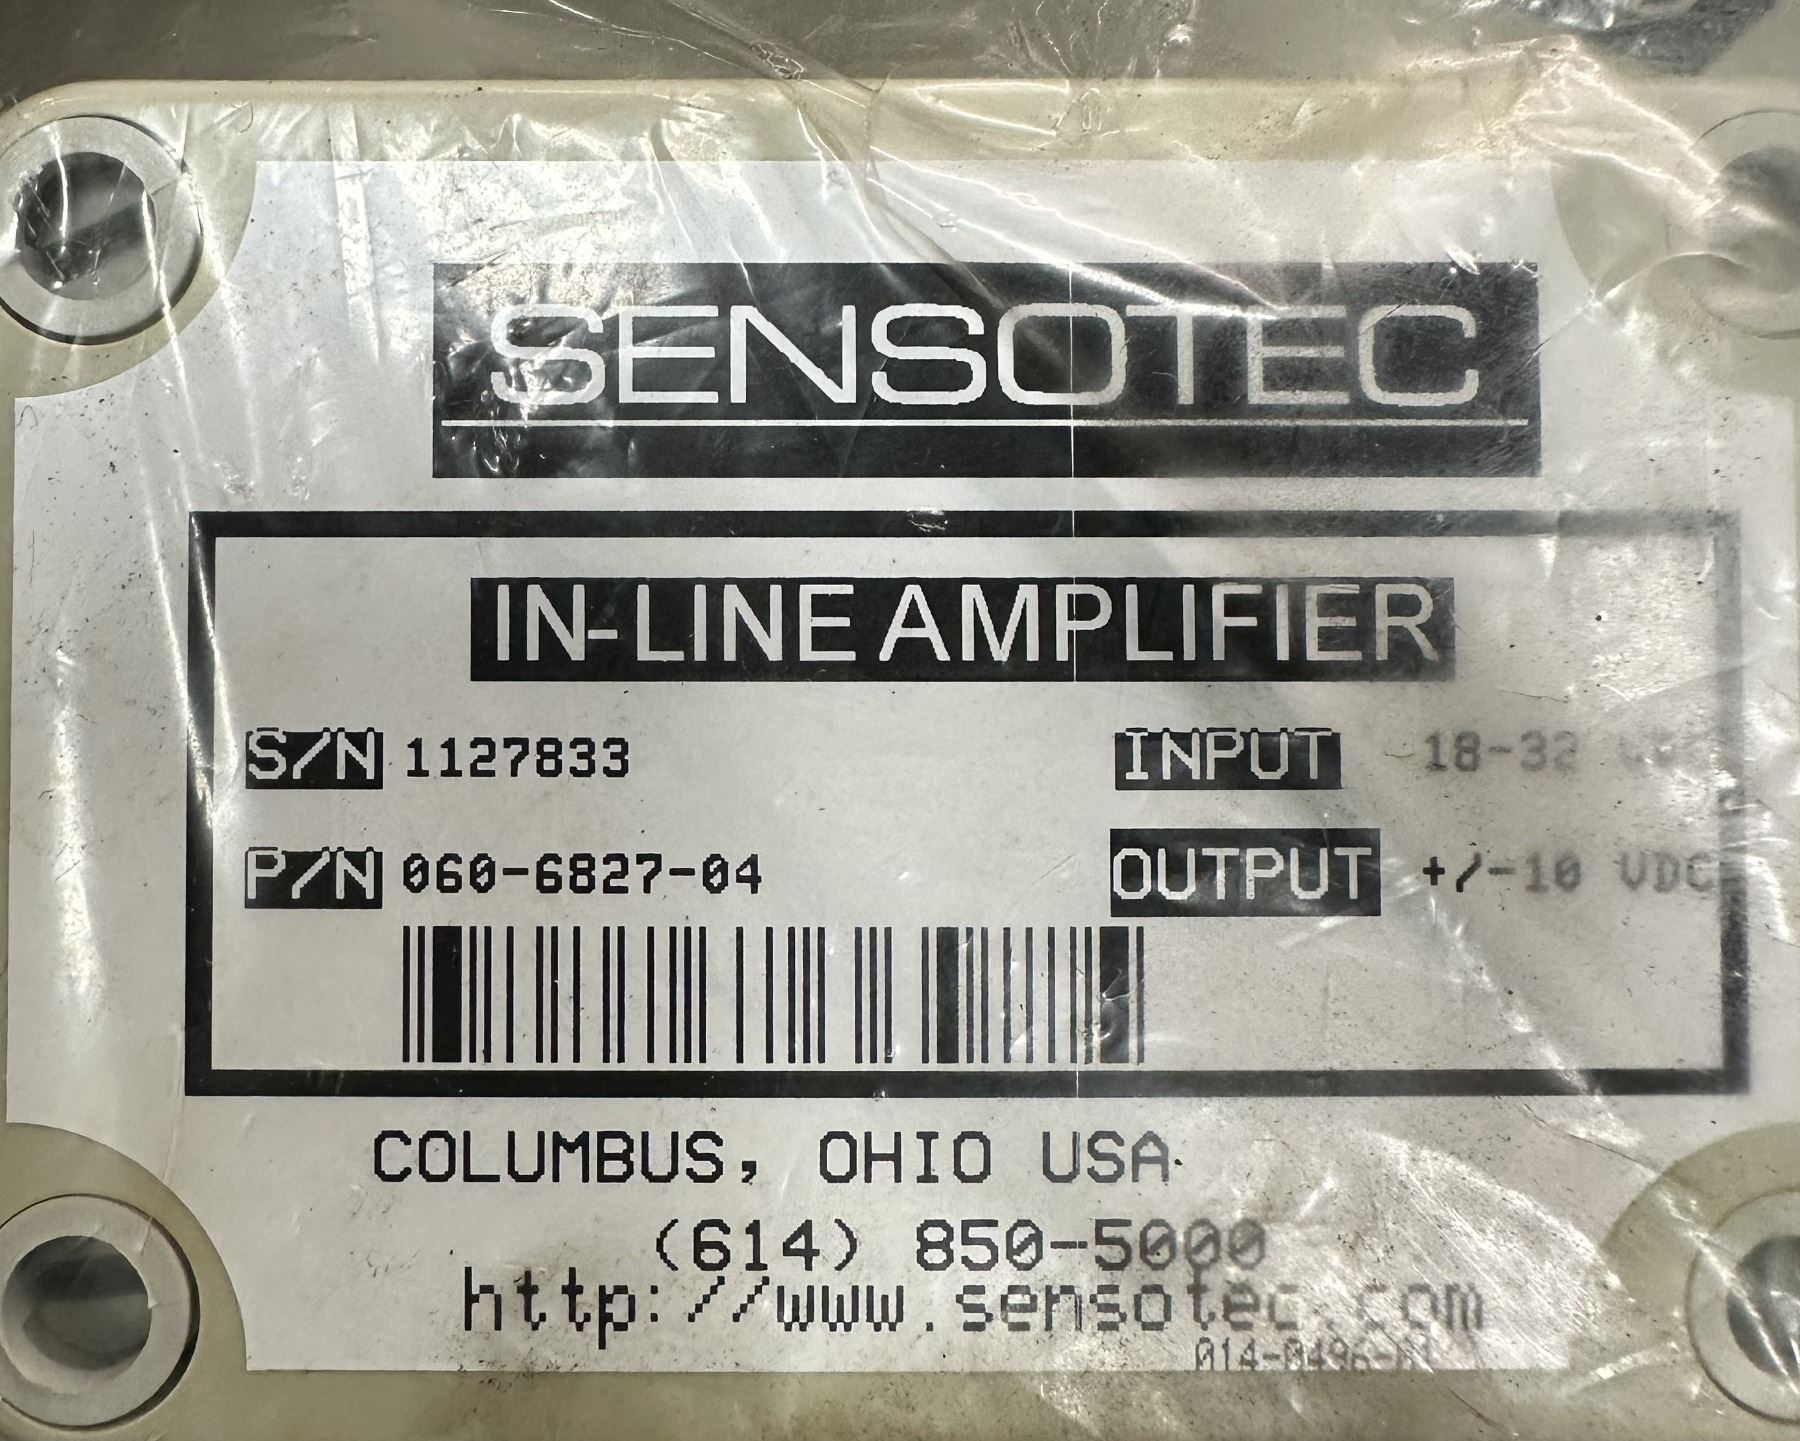 SENSOTEC
IN-LINE AMPLIFIER
S/N 1127833 INPUT 18-32
P/N 060-6827-04 OUTPUT +/-10 VDC
COLUMBUS, OHIO USA
(614) 850-5000
http://www.sensotec.com